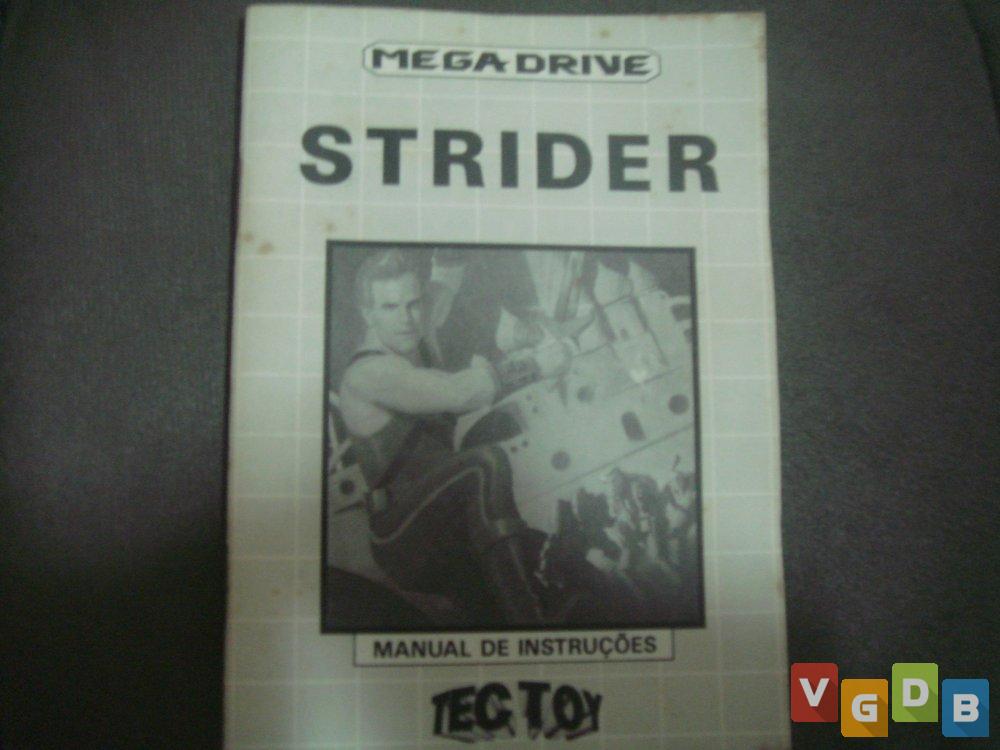 MEGA DRIVE
STRIDER
MANUAL DE INSTRUÇÕES
TEC TOY
VGDB